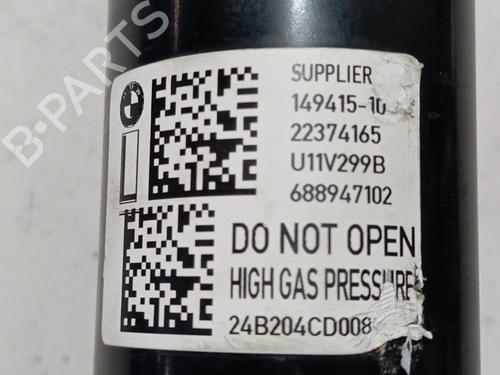 SUPPLIER
149415-10
22374165
U11V299B
688947102
L
DO NOT OPEN
HIGH GAS PRESSURE
24B204CD008
B-PARTS